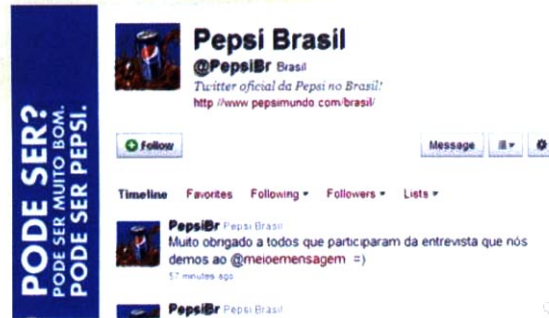 PODE SER?
PODE SER MUITO BOM.
PODE SER PEPSI.
Pepsi Brasil
@PepsiBr Brasil
Twitter oficial da Pepsi no Brasil!
http://www.pepsimundo.com/brasil/
Follow
Message
Timeline Favorites Following Followers Lists
PepsiBr Pepsi Brasil
Muito obrigado a todos que participaram da entrevista que nós
demos ao @meioemensagem =)
57 minutes ago
PepsiBr Pepsi Brasil